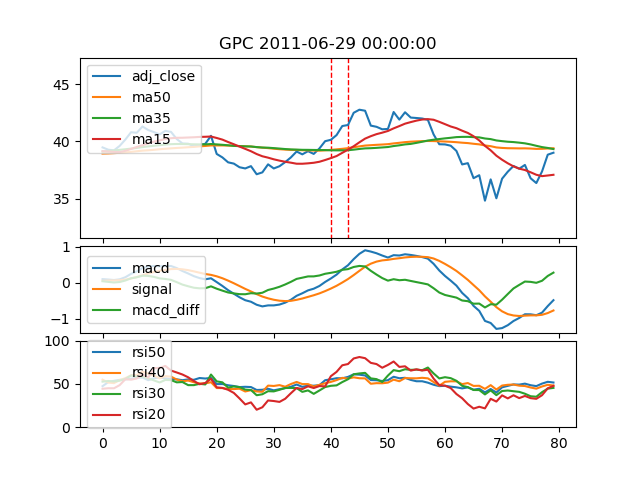 GPC 2011-06-29 00:00:00
45
40
35
adj_close
ma50
ma35
ma15
1
0
−1
macd
signal
macd_diff
100
50
0
rsi50
rsi40
rsi30
rsi20
0 10 20 30 40 50 60 70 80